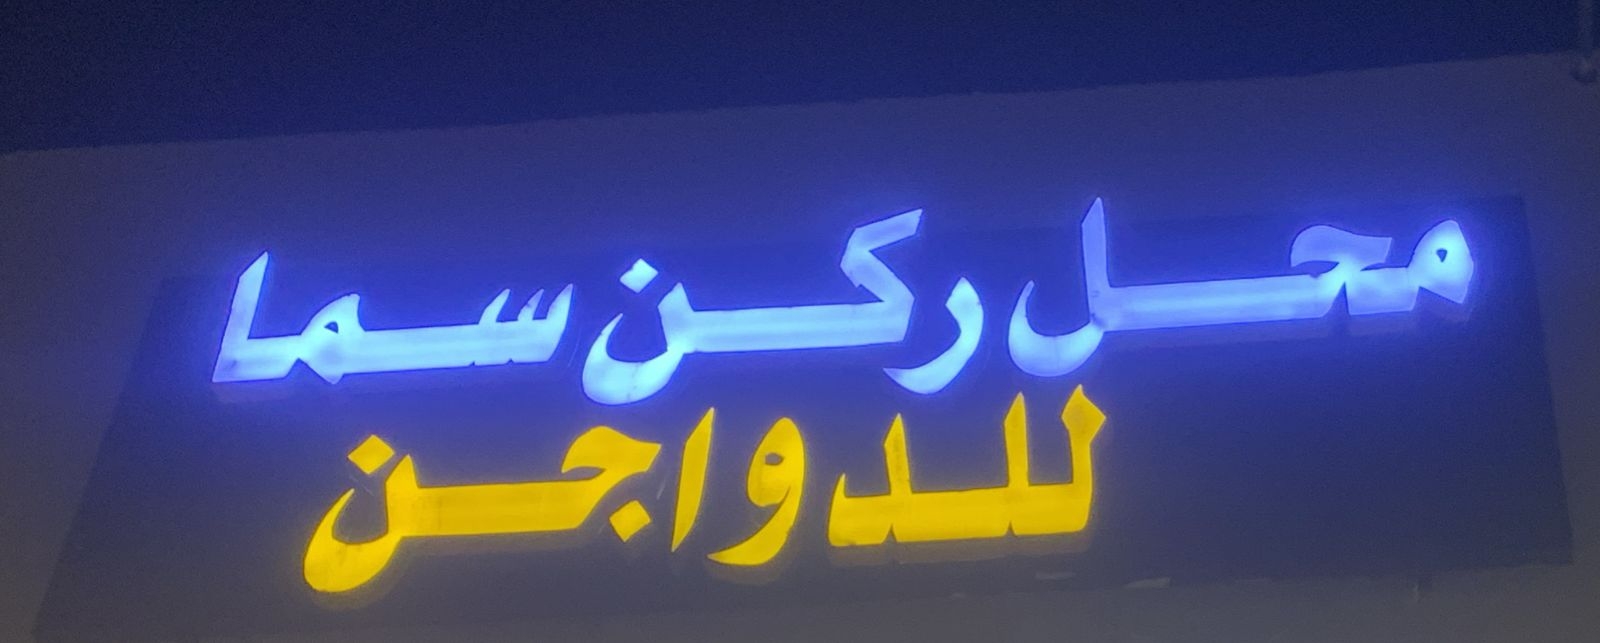 محل ركن سما
للدواجن